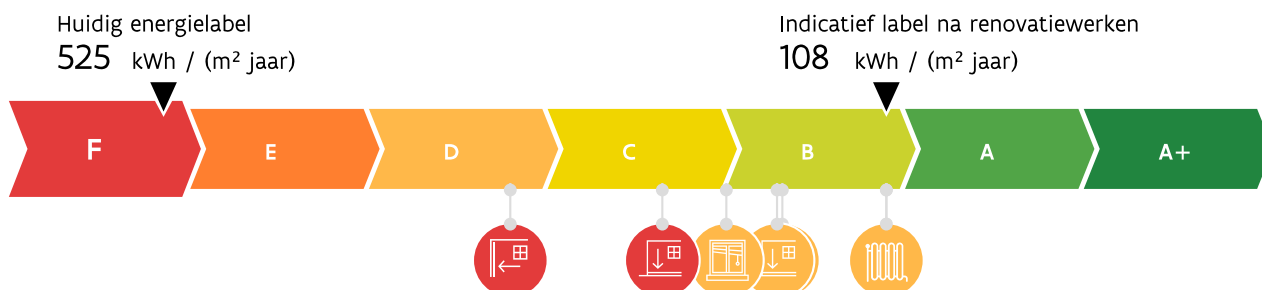 Huidig energielabel
525 kWh / (m² jaar)
Indicatief label na renovatiewerken
108 kWh / (m² jaar)
F E D C B A A+